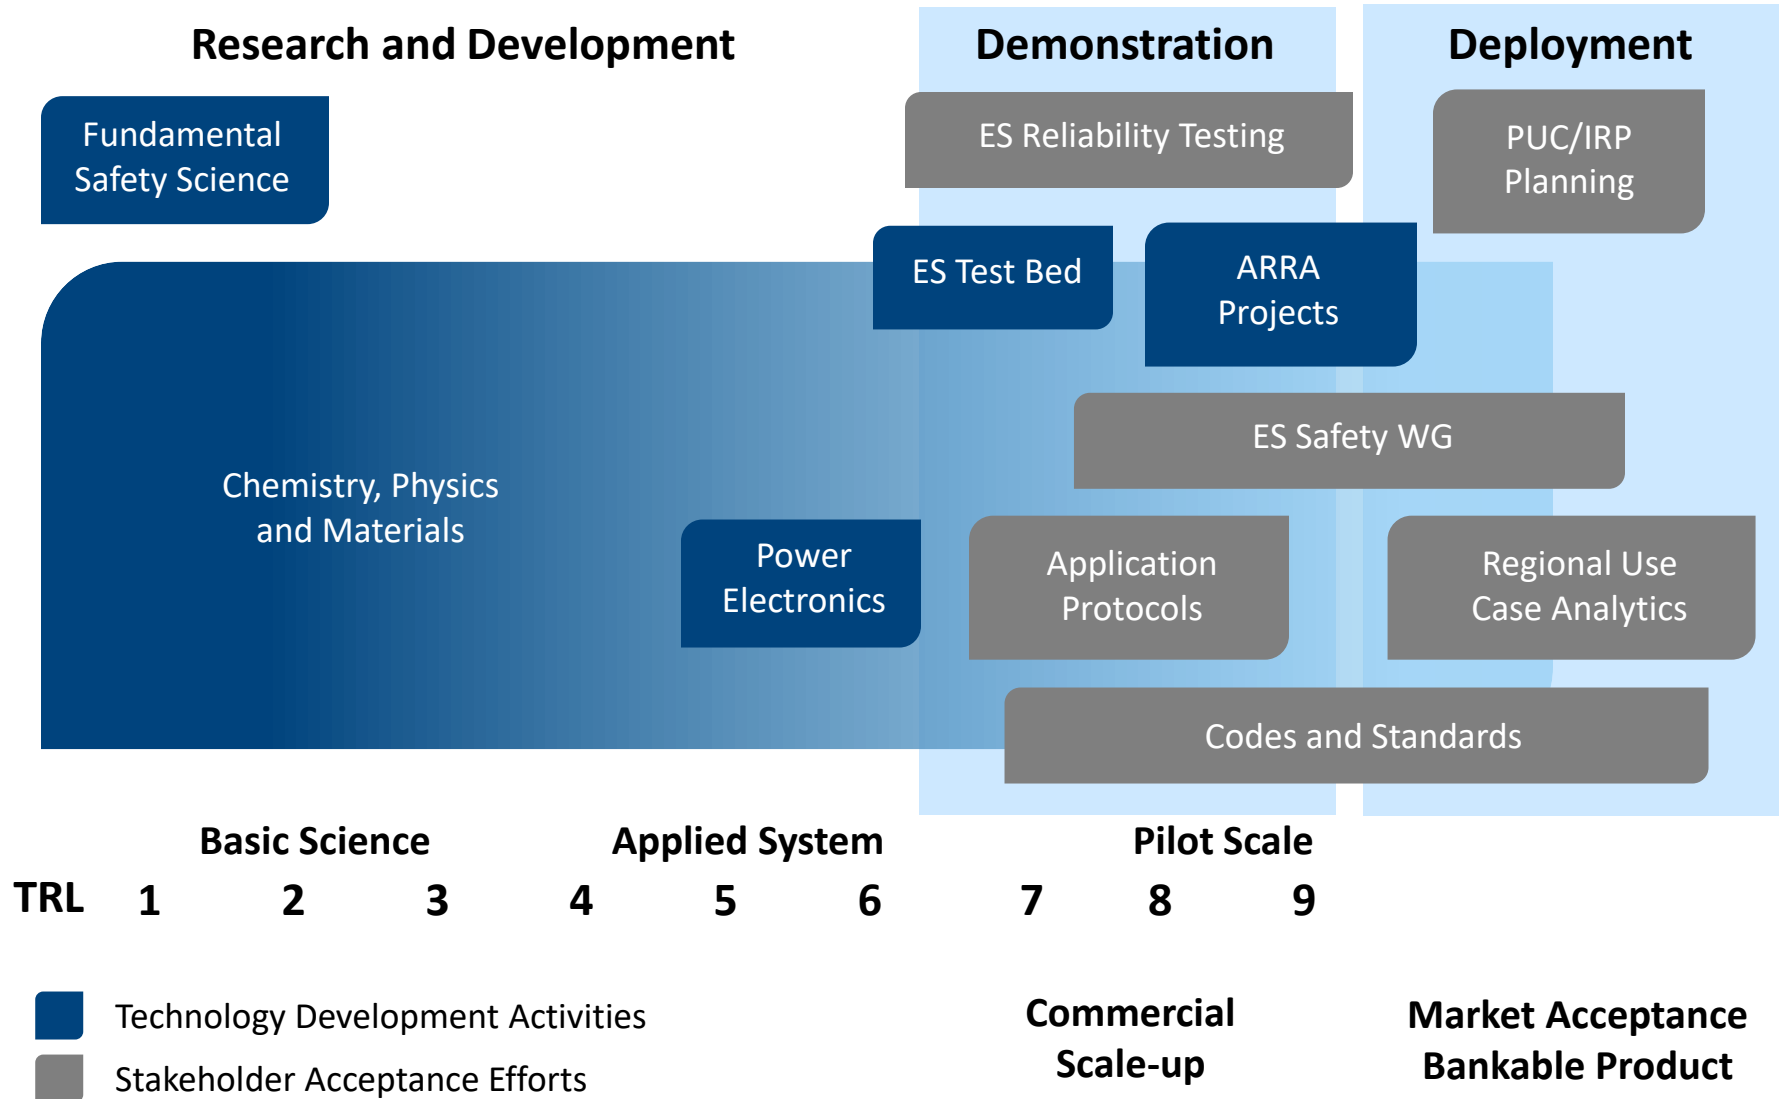 Research and Development
Demonstration
Deployment
Fundamental
Safety Science
ES Reliability Testing
PUC/IRP
Planning
ES Test Bed
ARRA
Projects
ES Safety WG
Chemistry, Physics
and Materials
Power
Electronics
Application
Protocols
Regional Use
Case Analytics
Codes and Standards
Basic Science
Applied System
Pilot Scale
TRL 1 2 3 4 5 6 7 8 9
Technology Development Activities
Stakeholder Acceptance Efforts
Commercial
Scale-up
Market Acceptance
Bankable Product